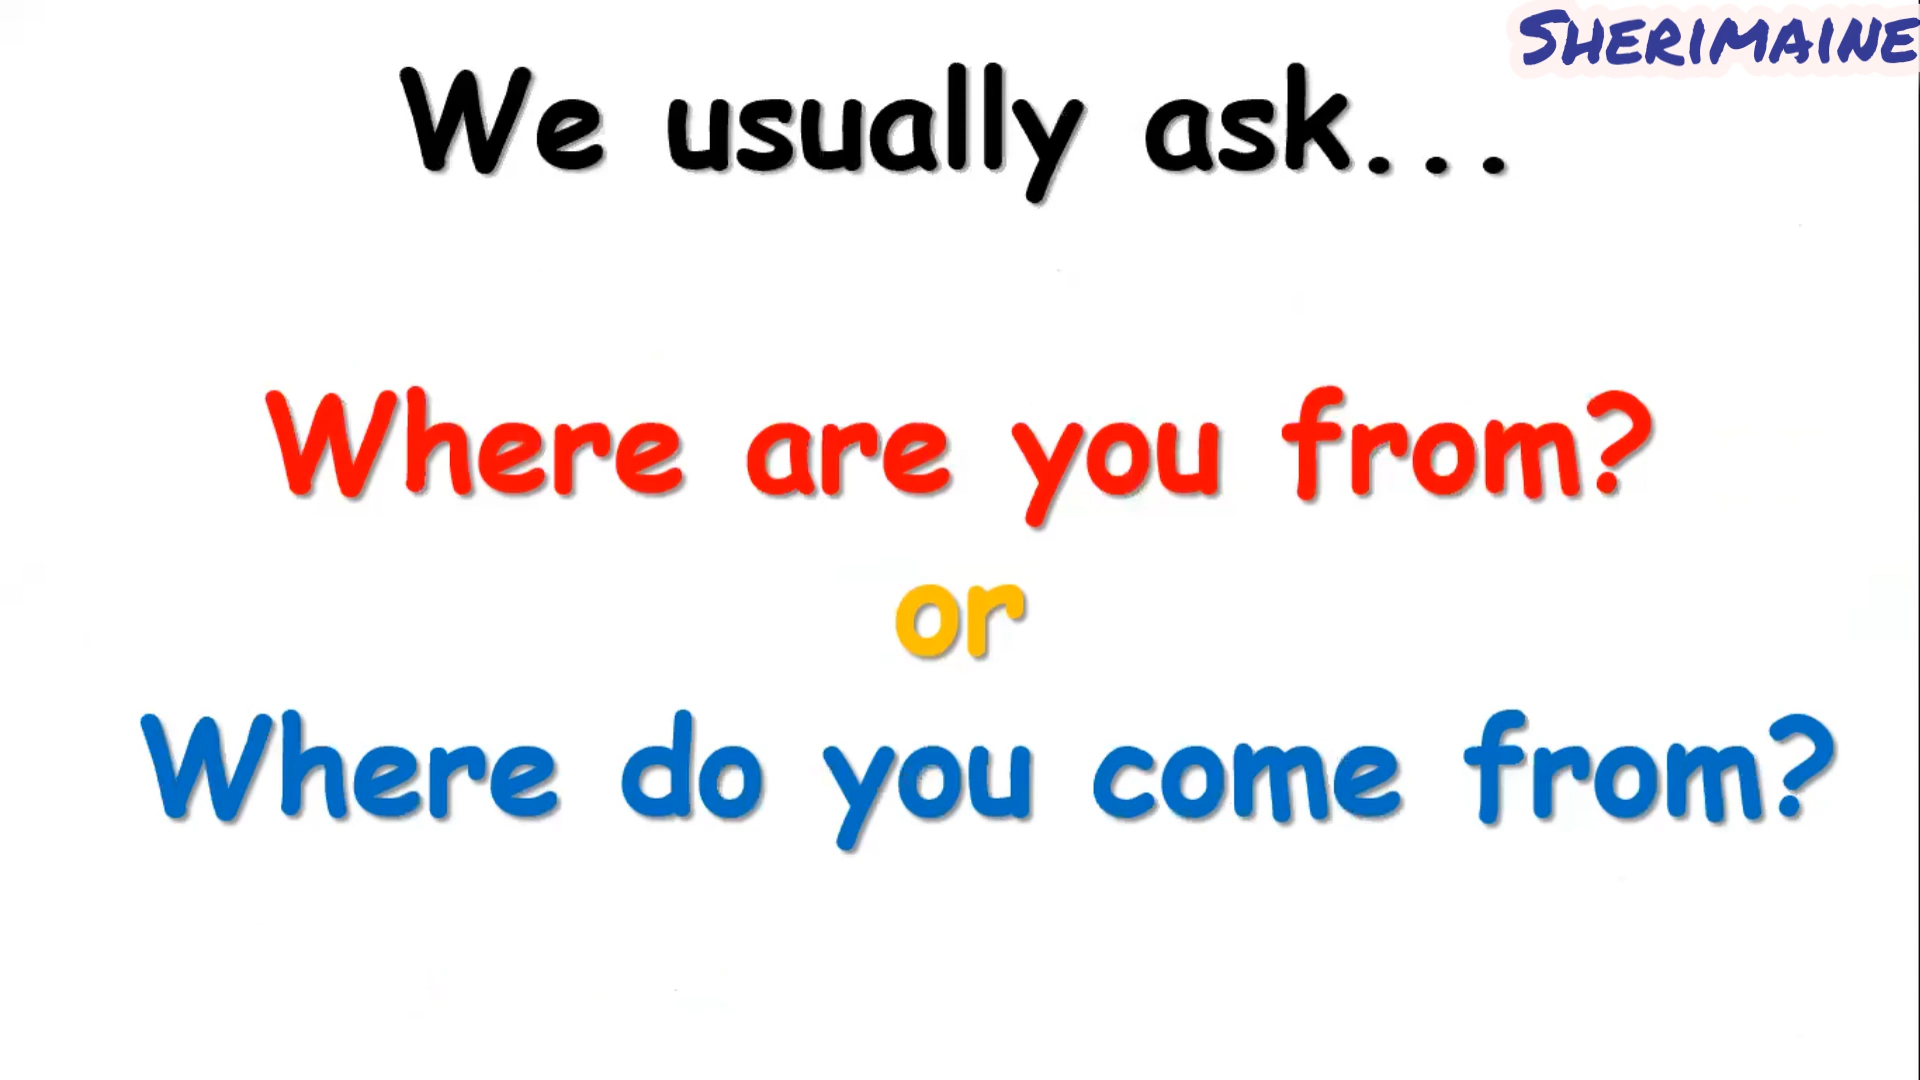 SHERIMAINE
We usually ask...
Where are you from?
or
Where do you come from?